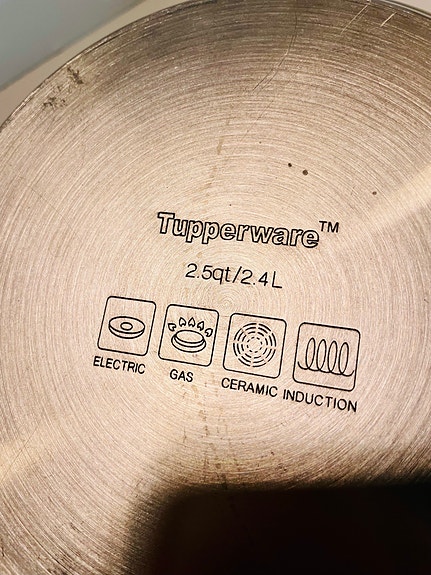 Tupperware™
2.5qt/2.4L
ELECTRIC GAS CERAMIC INDUCTION